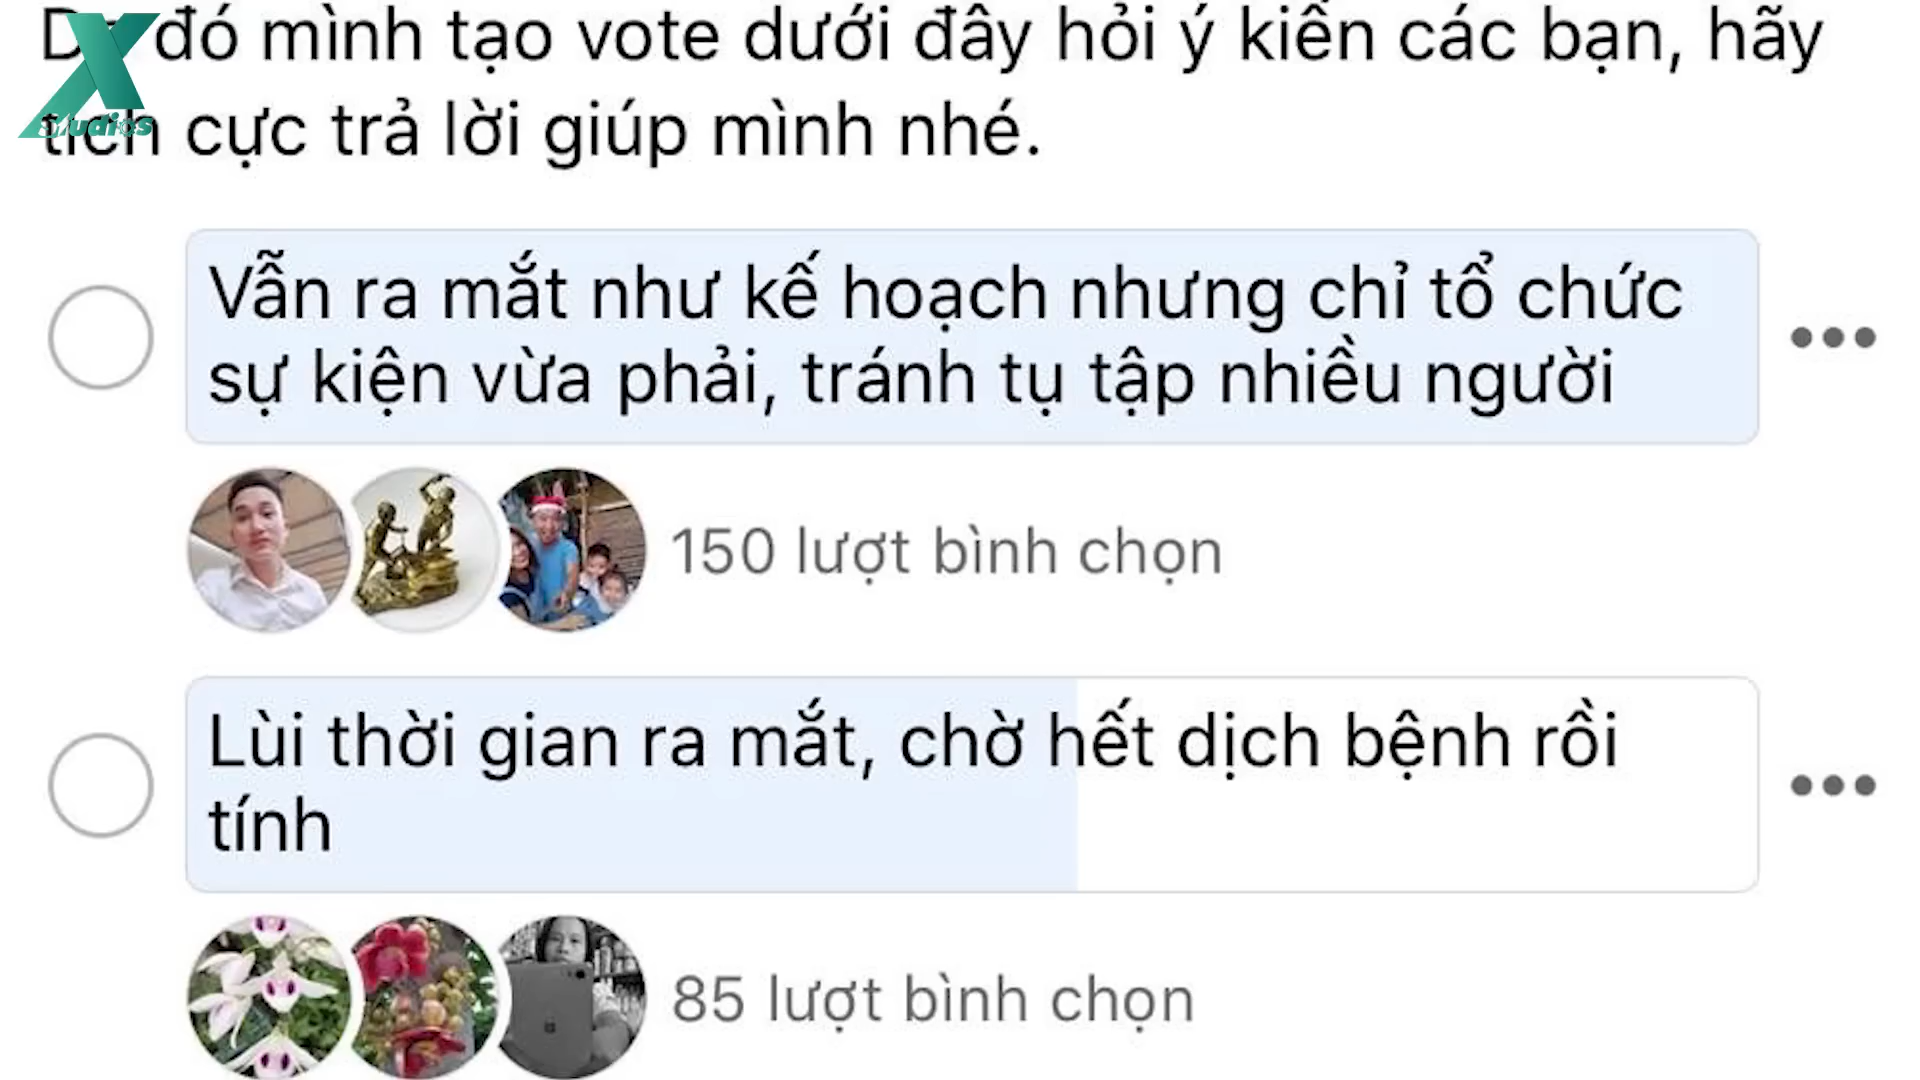 đó mình tạo vote dưới đây hỏi ý kiến các bạn, hãy
cực trả lời giúp mình nhé.
Vẫn ra mắt như kế hoạch nhưng chỉ tổ chức
sự kiện vừa phải, tránh tụ tập nhiều người
150 lượt bình chọn
Lùi thời gian ra mắt, chờ hết dịch bệnh rồi
tính
85 lượt bình chọn